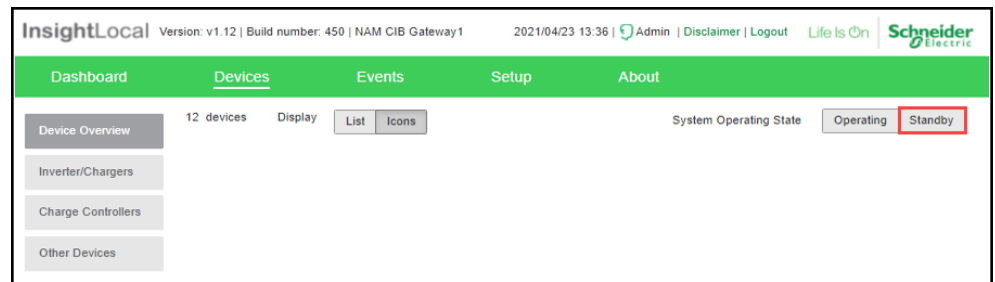 InsightLocal Version: v1.12 | Build number: 450 | NAM CIB Gateway1 2021/04/23 13:36 | Admin | Disclaimer | Logout Life Is On Schneider Electric
Dashboard Devices Events Setup About
Device Overview 12 devices Display List Icons System Operating State Operating Standby
Inverter/Chargers
Charge Controllers
Other Devices